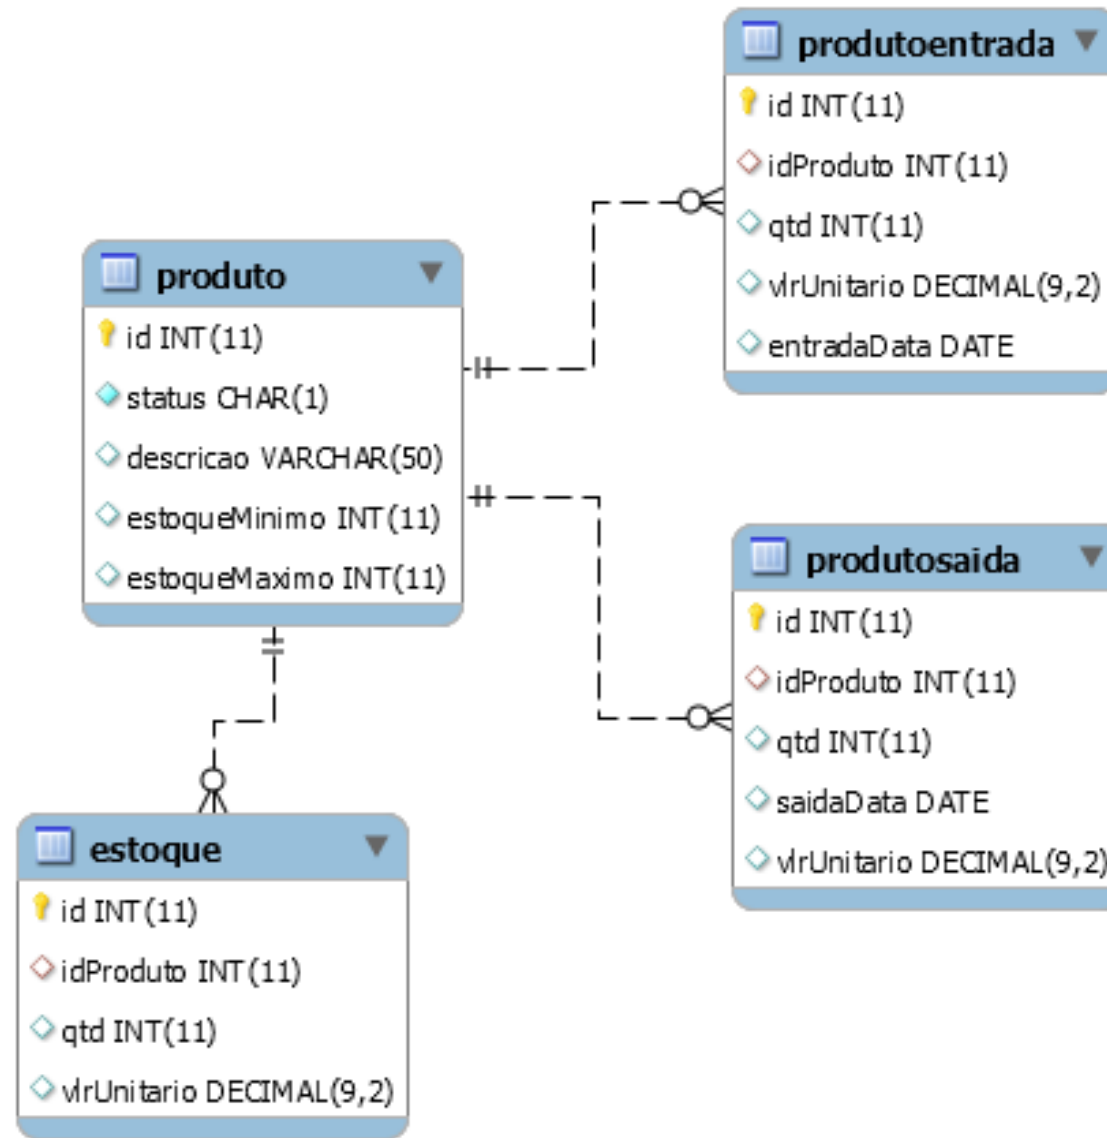 produtoentrada
id INT(11)
idProduto INT(11)
qtd INT(11)
vlrUnitario DECIMAL(9,2)
entradaData DATE
produto
id INT(11)
status CHAR(1)
descricao VARCHAR(50)
estoqueMinimo INT(11)
estoqueMaximo INT(11)
produtosaida
id INT(11)
idProduto INT(11)
qtd INT(11)
saidaData DATE
vlrUnitario DECIMAL(9,2)
estoque
id INT(11)
idProduto INT(11)
qtd INT(11)
vlrUnitario DECIMAL(9,2)